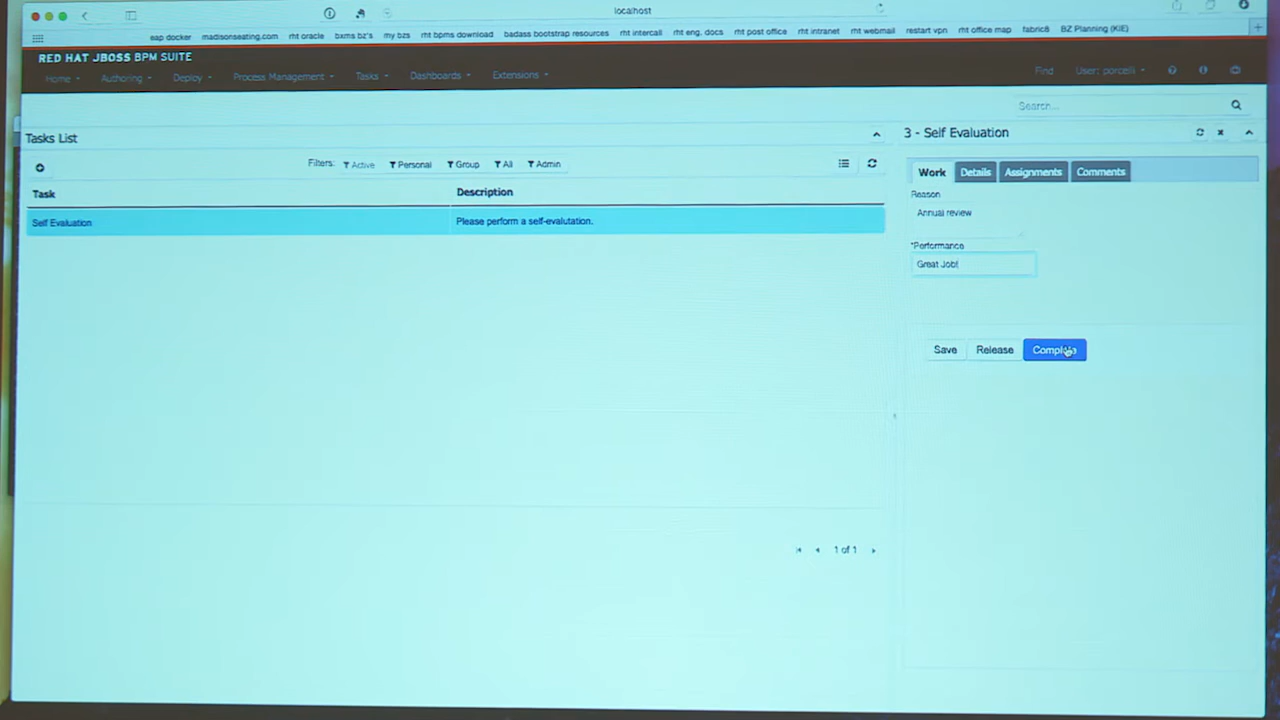 localhost
eap docker madisonseating.com rht oracle bxms bz's my bzs rht bpms download badass bootstrap resources rht intercall rht eng. docs rht post office rht intranet rht webmail restart vpn rht office map fabric8 BZ Planning (KIE)
RED HAT JBOSS BPM SUITE
Home Authoring Deploy Process Management Tasks Dashboards Extensions Find User: porcelli
Search...
Tasks List
3 - Self Evaluation
Filters: Active Personal Group All Admin
Work Details Assignments Comments
Task Description
Reason
Annual review
Self Evaluation Please perform a self-evalutation.
*Performance
Great Job!
Save Release Complete
1 of 1